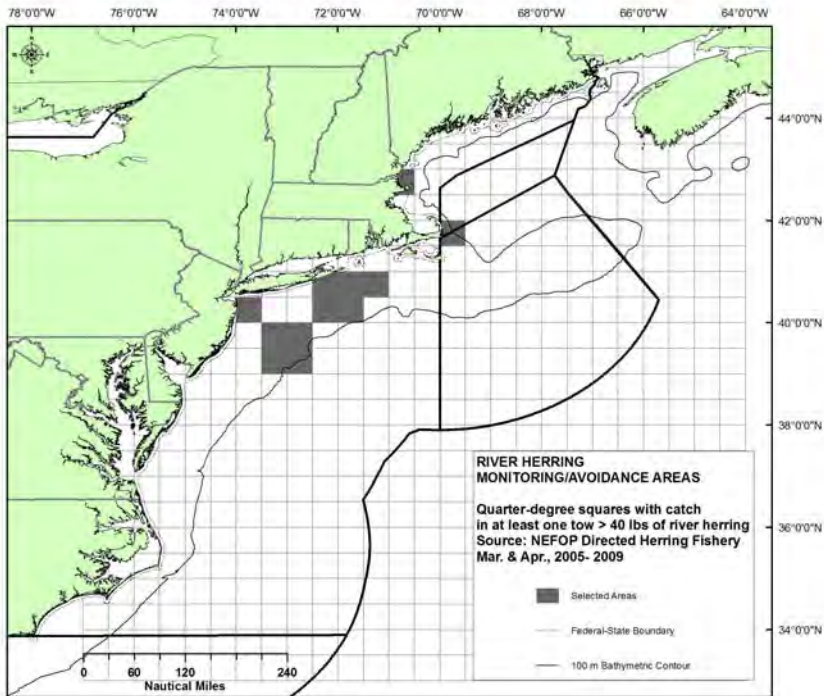 78°0'0"W 76°0'0"W 74°0'0"W 72°0'0"W 70°0'0"W 68°0'0"W 66°0'0"W 64°0'0"W
44°0'0"N
42°0'0"N
40°0'0"N
38°0'0"N
36°0'0"N
34°0'0"N
RIVER HERRING
MONITORING/AVOIDANCE AREAS
Quarter-degree squares with catch
in at least one tow > 40 lbs of river herring
Source: NEFOP Directed Herring Fishery
Mar. & Apr., 2005- 2009
Selected Areas
Federal-State Boundary
100 m Bathymetric Contour
0 60 120 240
Nautical Miles